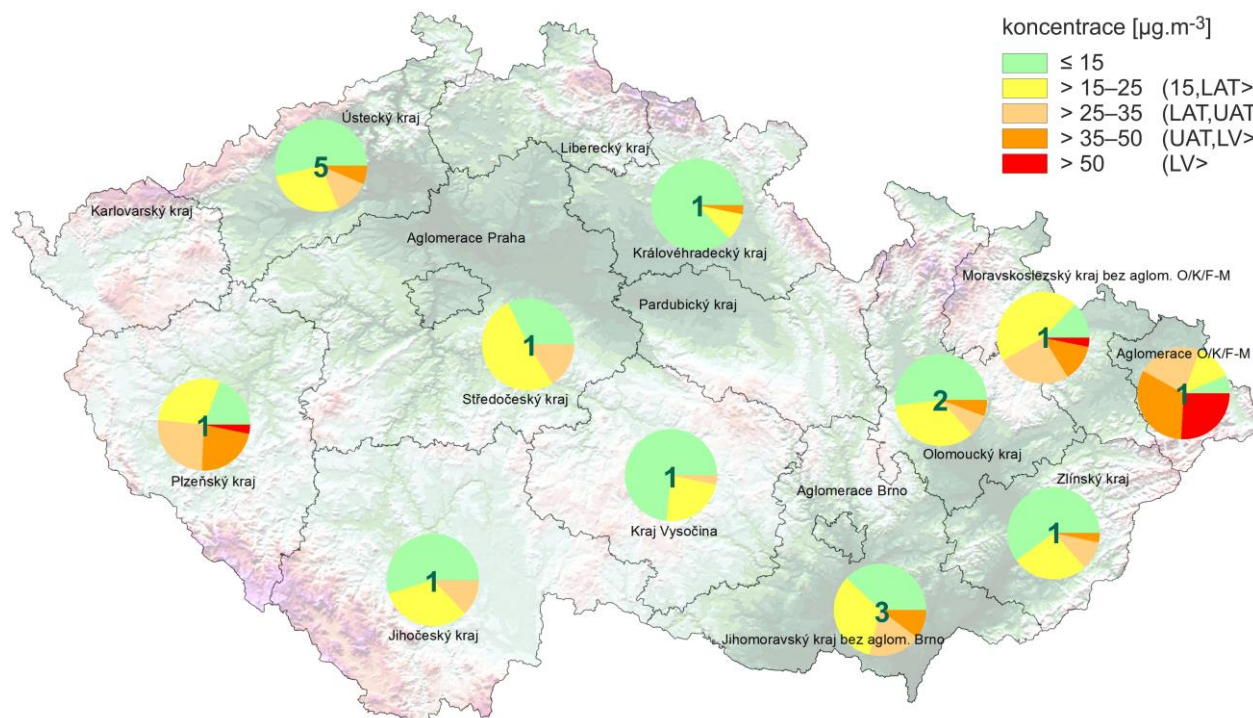 koncentrace [µg.m-3]
≤ 15
> 15–25 (15,LAT>
> 25–35 (LAT,UAT
> 35–50 (UAT,LV>
> 50 (LV>
Ústecký kraj
5
Liberecký kraj
Karlovarský kraj
1
Aglomerace Praha
Královéhradecký kraj
Moravskoslezský kraj bez aglom. O/K/F-M
Pardubický kraj
1
1
Aglomerace O/K/F-M
1
Středočeský kraj
2
1
Plzeňský kraj
Olomoucký kraj
1
Kraj Vysočina
Aglomerace Brno
Zlínský kraj
1
1
Jihočeský kraj
3
Jihomoravský kraj bez aglom. Brno